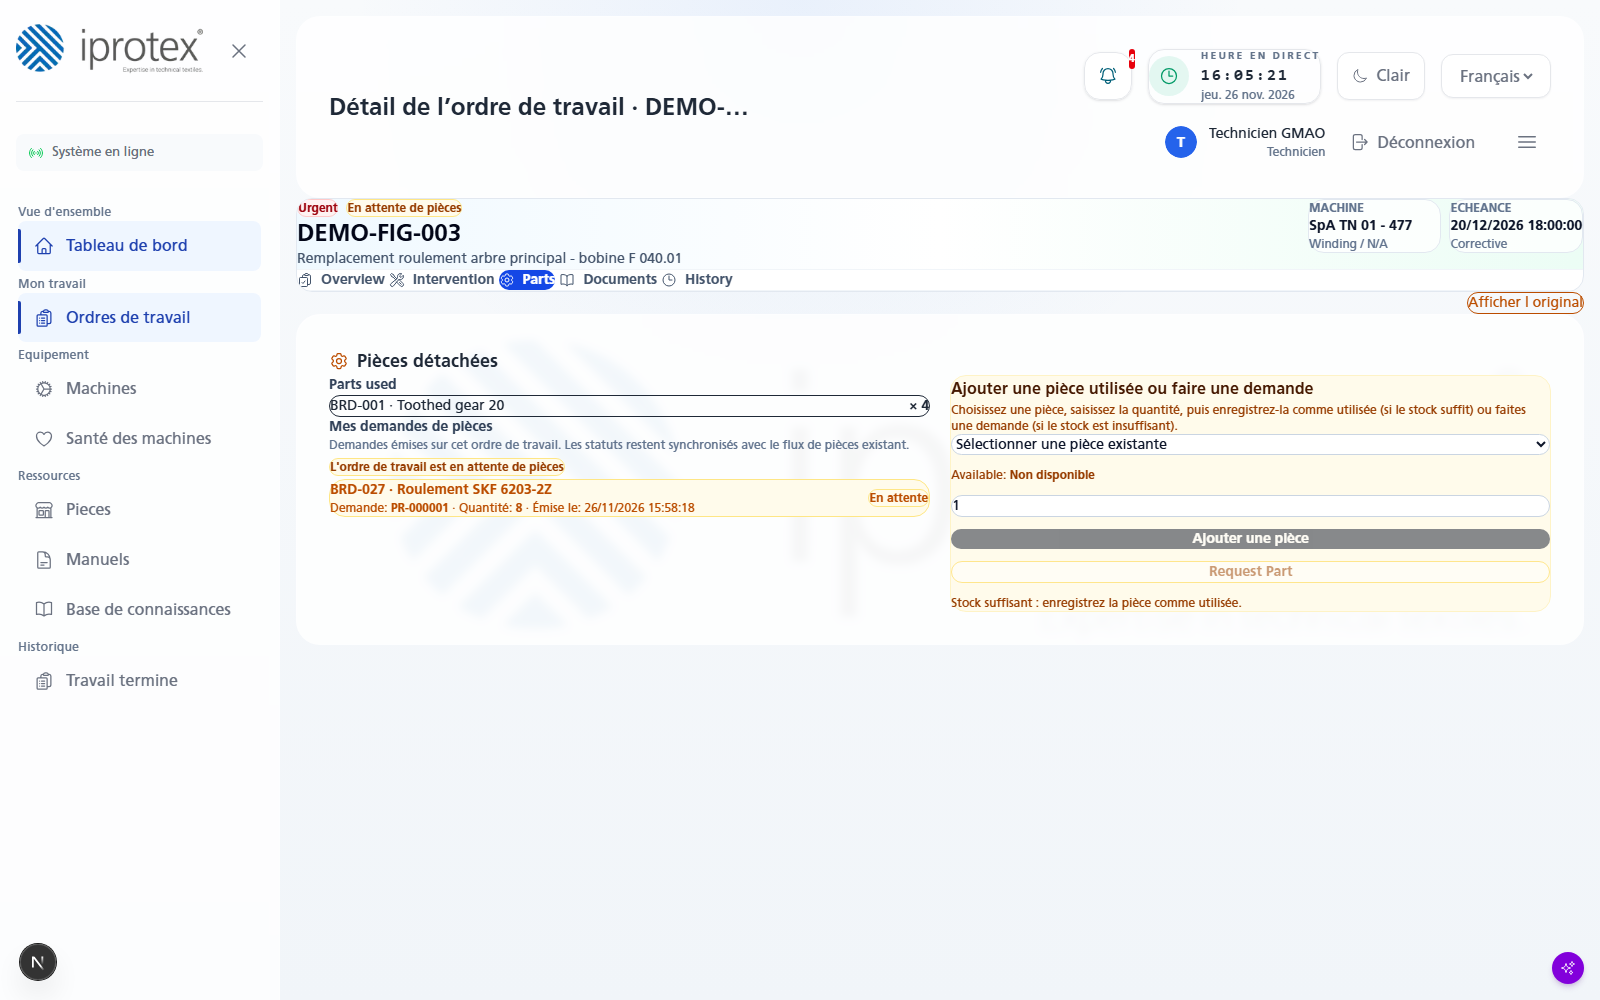 iprotex®
Expertise in technical textiles.
Système en ligne
Vue d'ensemble
Tableau de bord
Mon travail
Ordres de travail
Equipement
Machines
Santé des machines
Ressources
Pieces
Manuels
Base de connaissances
Historique
Travail termine
N
Détail de l’ordre de travail · DEMO-…
4
HEURE EN DIRECT
16:05:21
jeu. 26 nov. 2026
Clair
Français
T
Technicien GMAO
Technicien
Déconnexion
Urgent En attente de pièces
DEMO-FIG-003
Remplacement roulement arbre principal - bobine F 040.01
MACHINE
SpA TN 01 - 477
Winding / N/A
ECHEANCE
20/12/2026 18:00:00
Corrective
Overview Intervention Parts Documents History
Afficher l original
Pièces détachées
Parts used
BRD-001 · Toothed gear 20 × 4
Mes demandes de pièces
Demandes émises sur cet ordre de travail. Les statuts restent synchronisés avec le flux de pièces existant.
L'ordre de travail est en attente de pièces
BRD-027 · Roulement SKF 6203-2Z
Demande: PR-000001 · Quantité: 8 · Émise le: 26/11/2026 15:58:18
En attente
Ajouter une pièce utilisée ou faire une demande
Choisissez une pièce, saisissez la quantité, puis enregistrez-la comme utilisée (si le stock suffit) ou faites
une demande (si le stock est insuffisant).
Sélectionner une pièce existante
Available: Non disponible
1
Ajouter une pièce
Request Part
Stock suffisant : enregistrez la pièce comme utilisée.